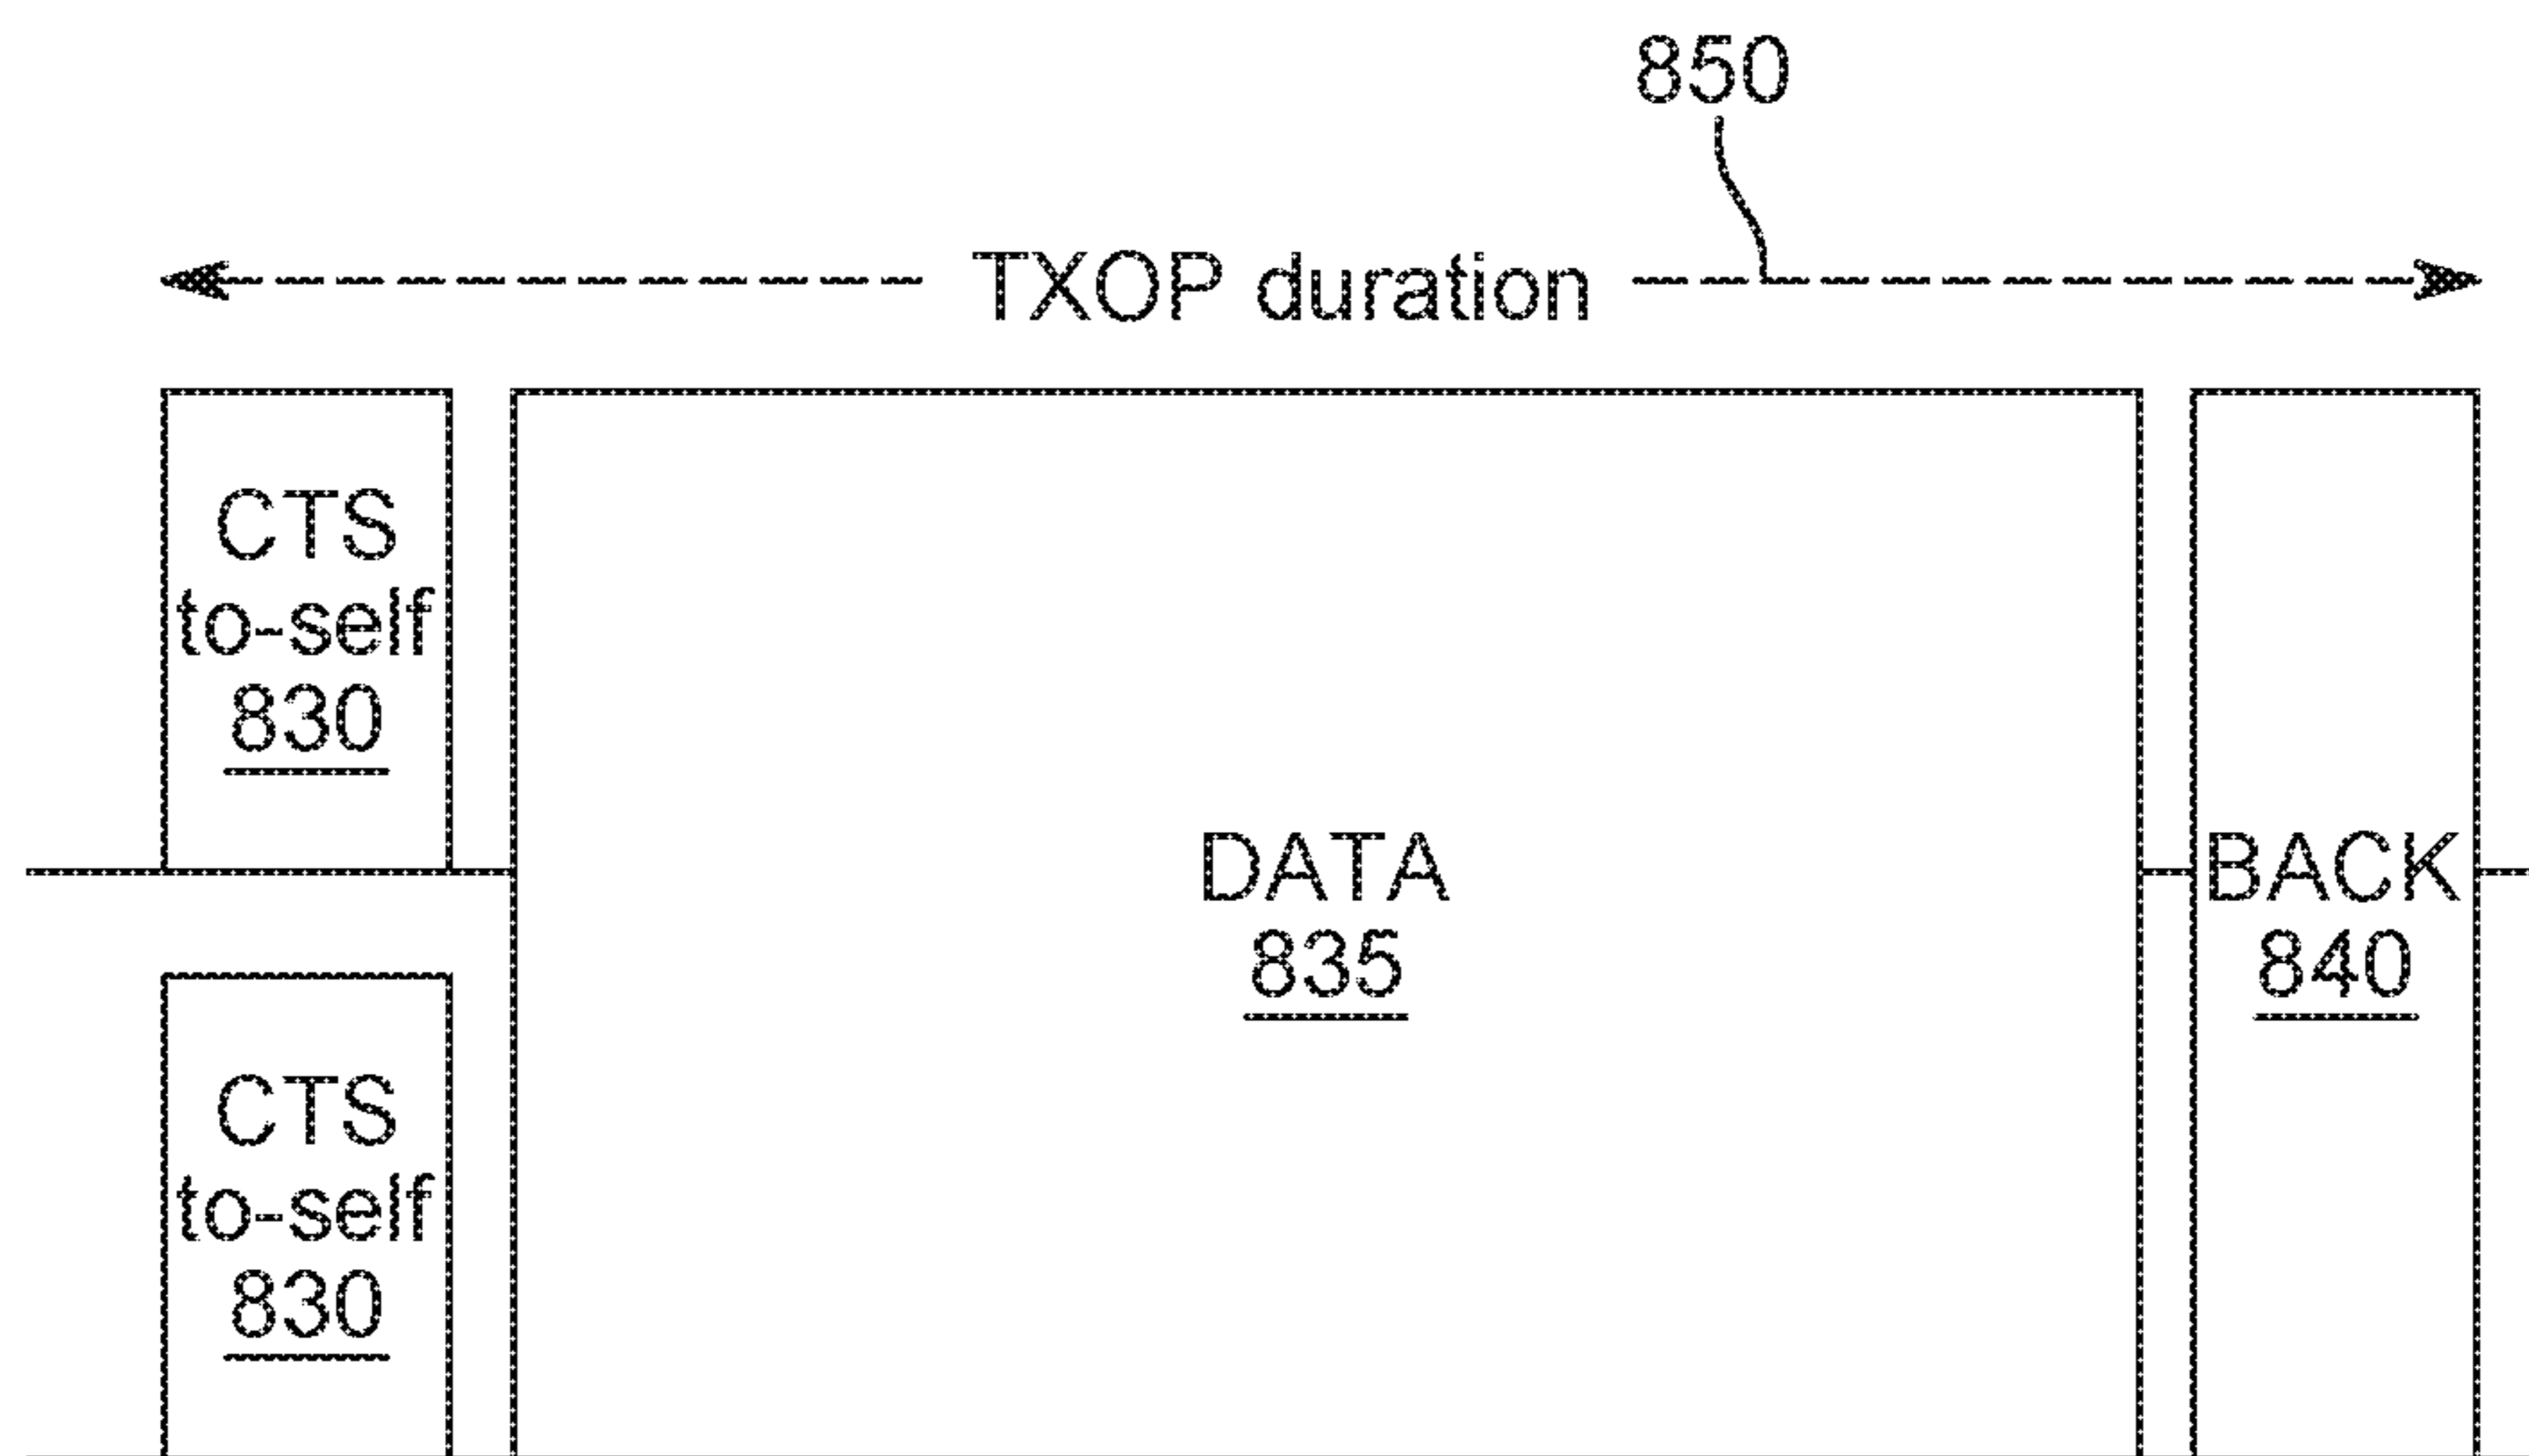 850
TXOP duration
CTS
to-self
830
CTS
to-self
830
DATA
835
BACK
840